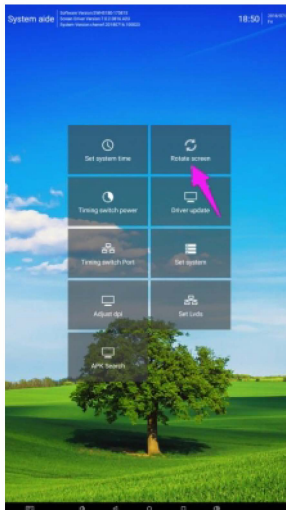 System aide
18:50
Set system time
Rotate screen
Timing switch power
Driver update
Timing switch Port
Set system
Adjust dpi
Set Lvds
APK Search